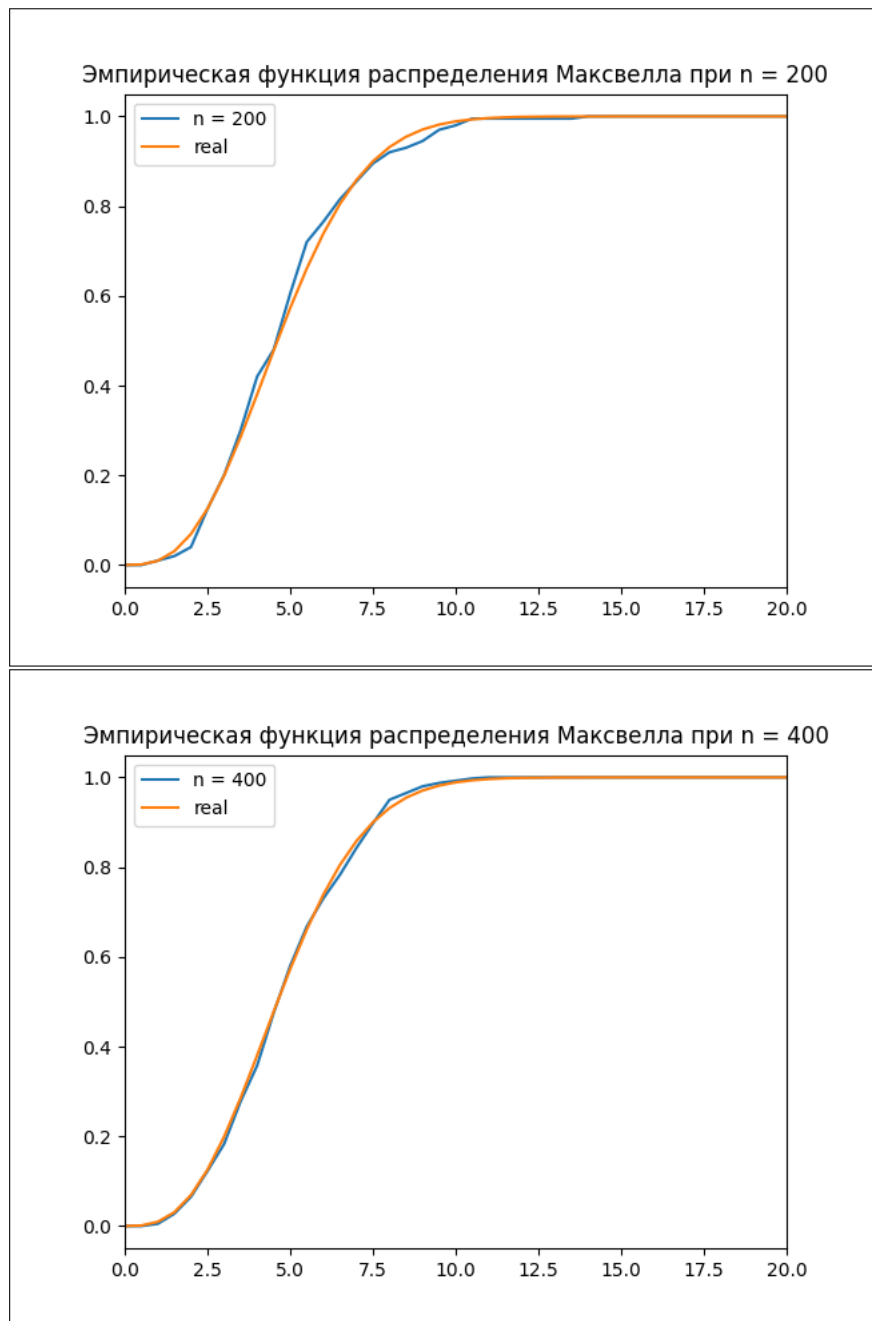 Эмпирическая функция распределения Максвелла при n = 200
n = 200
real
1.0
0.8
0.6
0.4
0.2
0.0
0.0 2.5 5.0 7.5 10.0 12.5 15.0 17.5 20.0
Эмпирическая функция распределения Максвелла при n = 400
n = 400
real
1.0
0.8
0.6
0.4
0.2
0.0
0.0 2.5 5.0 7.5 10.0 12.5 15.0 17.5 20.0